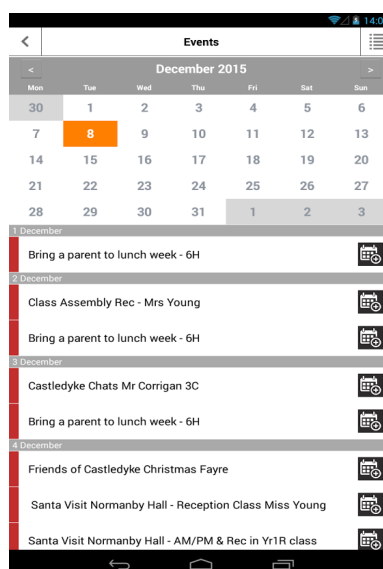 14:0
Events
< December 2015 >
Mon Tue Wed Thu Fri Sat Sun
30 1 2 3 4 5 6
7 8 9 10 11 12 13
14 15 16 17 18 19 20
21 22 23 24 25 26 27
28 29 30 31 1 2 3
1 December
Bring a parent to lunch week - 6H
2 December
Class Assembly Rec - Mrs Young
Bring a parent to lunch week - 6H
3 December
Castledyke Chats Mr Corrigan 3C
Bring a parent to lunch week - 6H
4 December
Friends of Castledyke Christmas Fayre
Santa Visit Normanby Hall - Reception Class Miss Young
Santa Visit Normanby Hall - AM/PM & Rec in Yr1R class